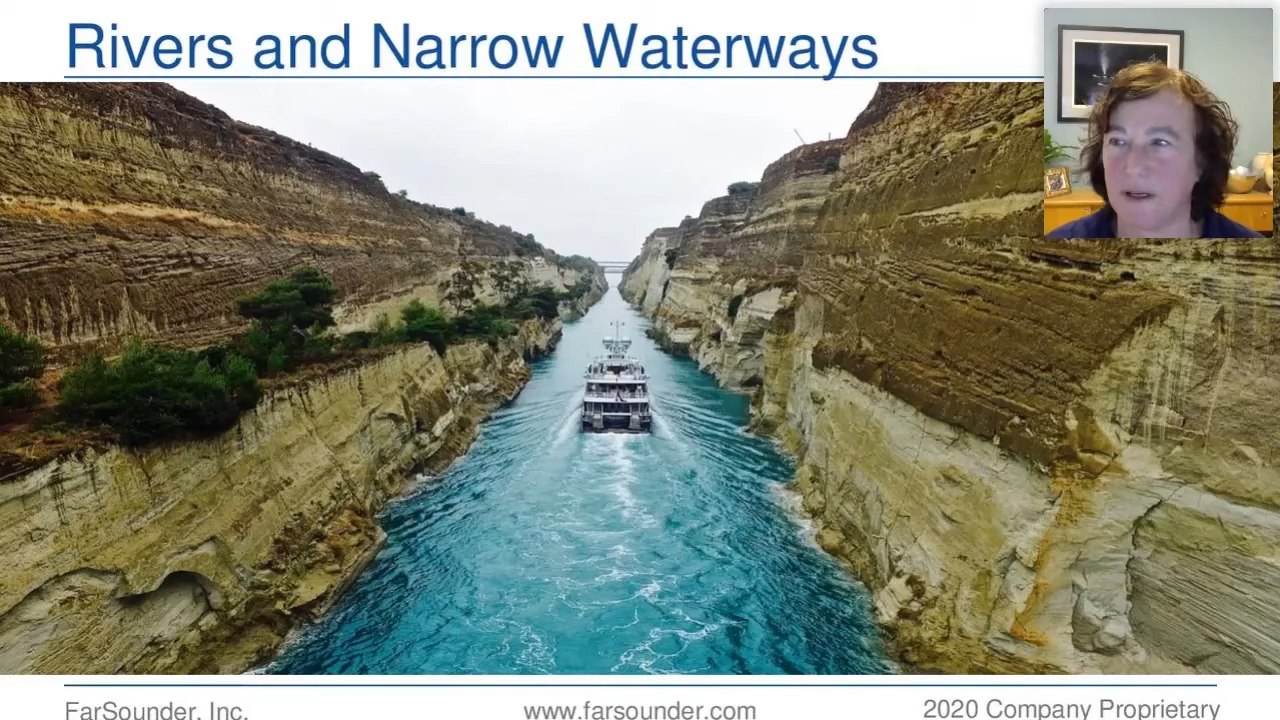 Rivers and Narrow Waterways
FarSounder, Inc.
www.farsounder.com
2020 Company Proprietary